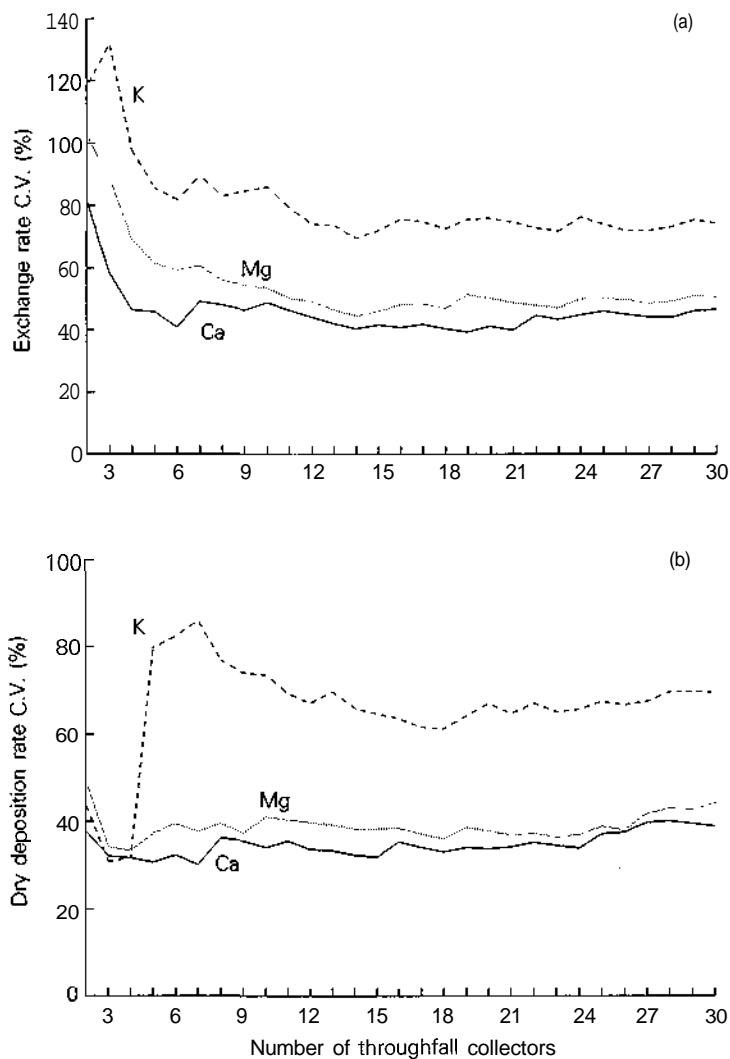 (a)
Exchange rate C.V. (%)
140
120
100
80
60
40
20
0
K
Mg
Ca
3 6 9 12 15 18 21 24 27 30
(b)
Dry deposition rate C.V. (%)
100
80
60
40
20
0
K
Mg
Ca
3 6 9 12 15 18 21 24 27 30
Number of throughfall collectors